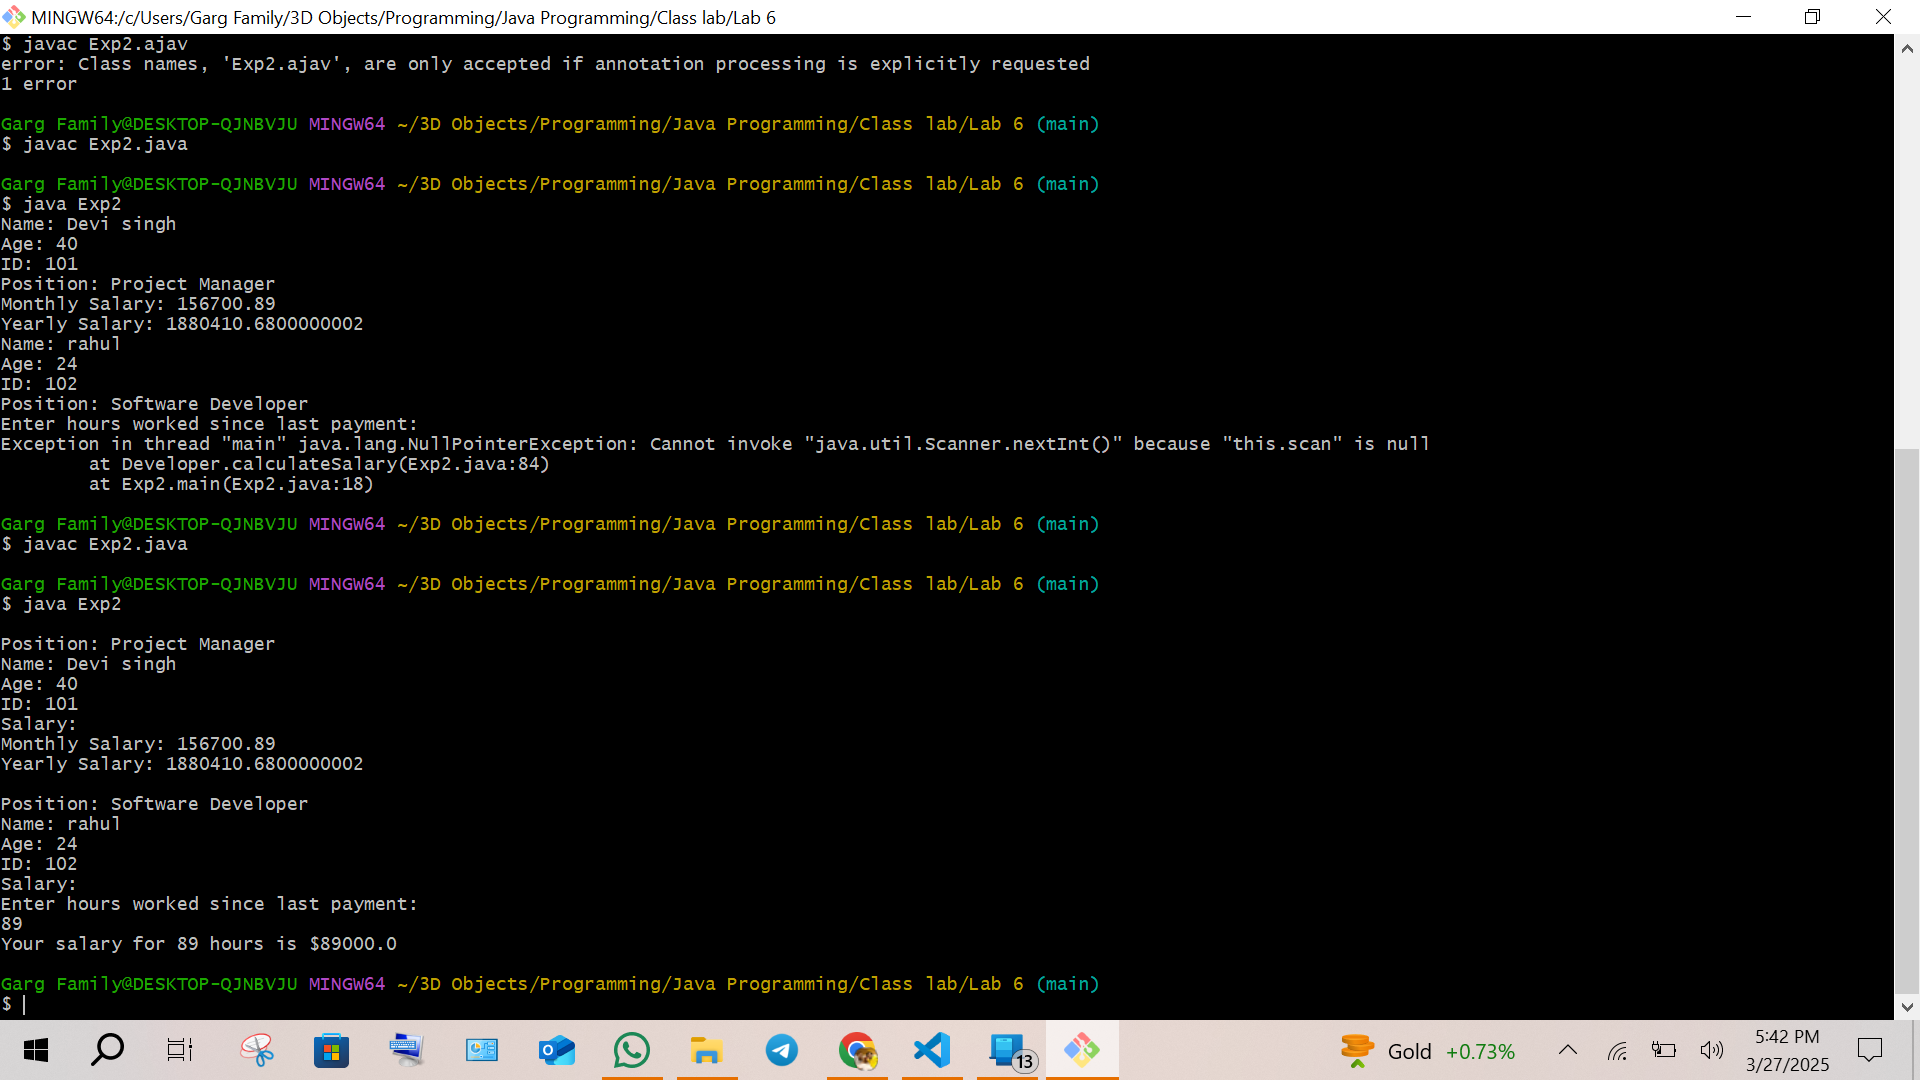 MINGW64:/c/Users/Garg Family/3D Objects/Programming/Java Programming/Class lab/Lab 6
$ javac Exp2.ajav
error: Class names, 'Exp2.ajav', are only accepted if annotation processing is explicitly requested
1 error
Garg Family@DESKTOP-QJNBVJU MINGW64 ~/3D Objects/Programming/Java Programming/Class lab/Lab 6 (main)
$ javac Exp2.java
Garg Family@DESKTOP-QJNBVJU MINGW64 ~/3D Objects/Programming/Java Programming/Class lab/Lab 6 (main)
$ java Exp2
Name: Devi singh
Age: 40
ID: 101
Position: Project Manager
Monthly Salary: 156700.89
Yearly Salary: 1880410.6800000002
Name: rahul
Age: 24
ID: 102
Position: Software Developer
Enter hours worked since last payment:
Exception in thread "main" java.lang.NullPointerException: Cannot invoke "java.util.Scanner.nextInt()" because "this.scan" is null
        at Developer.calculateSalary(Exp2.java:84)
        at Exp2.main(Exp2.java:18)
Garg Family@DESKTOP-QJNBVJU MINGW64 ~/3D Objects/Programming/Java Programming/Class lab/Lab 6 (main)
$ javac Exp2.java
Garg Family@DESKTOP-QJNBVJU MINGW64 ~/3D Objects/Programming/Java Programming/Class lab/Lab 6 (main)
$ java Exp2
Position: Project Manager
Name: Devi singh
Age: 40
ID: 101
Salary:
Monthly Salary: 156700.89
Yearly Salary: 1880410.6800000002
Position: Software Developer
Name: rahul
Age: 24
ID: 102
Salary:
Enter hours worked since last payment:
89
Your salary for 89 hours is $89000.0
Garg Family@DESKTOP-QJNBVJU MINGW64 ~/3D Objects/Programming/Java Programming/Class lab/Lab 6 (main)
$
13
Gold +0.73%
5:42 PM
3/27/2025